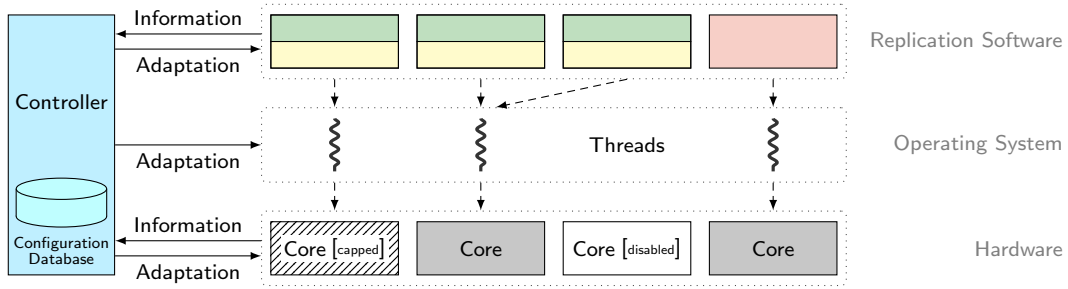 Information
Adaptation
Replication Software
Controller
Threads
Operating System
Adaptation
Configuration
Database
Information
Adaptation
Core [capped]
Core
Core [disabled]
Core
Hardware